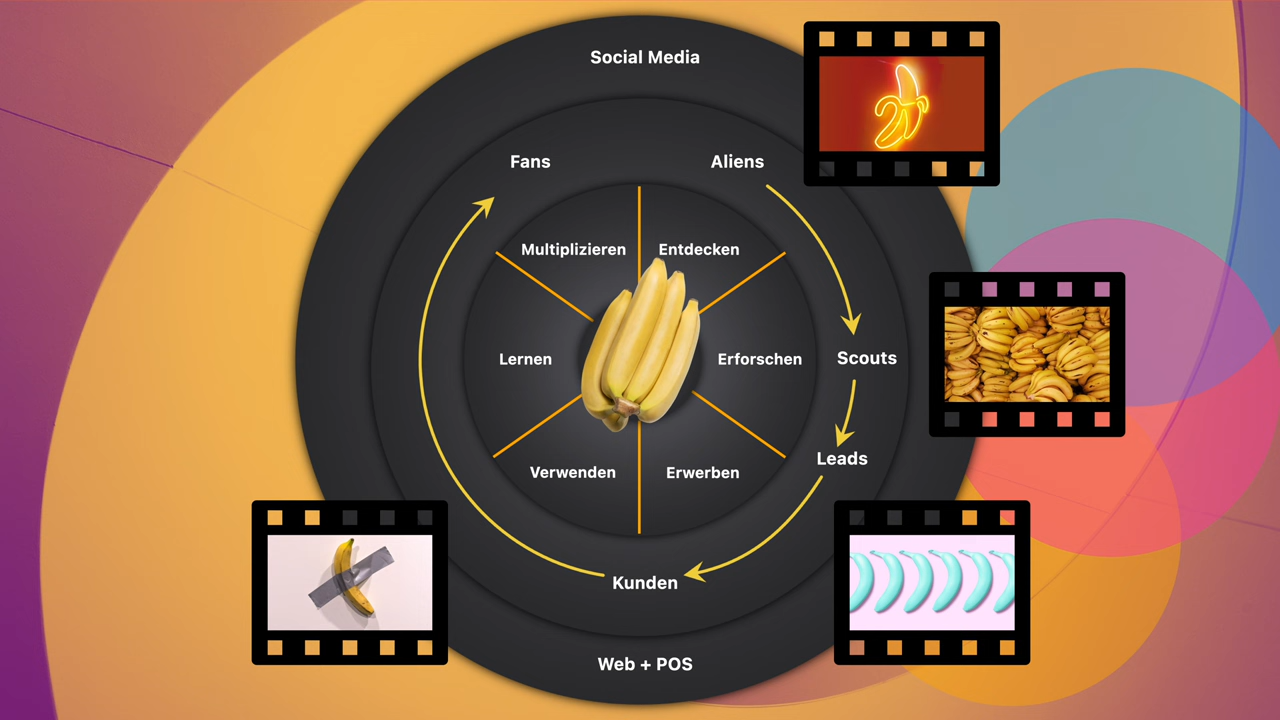 Social Media
Fans
Aliens
Multiplizieren
Entdecken
Lernen
Erforschen
Scouts
Leads
Verwenden
Erwerben
Kunden
Web + POS